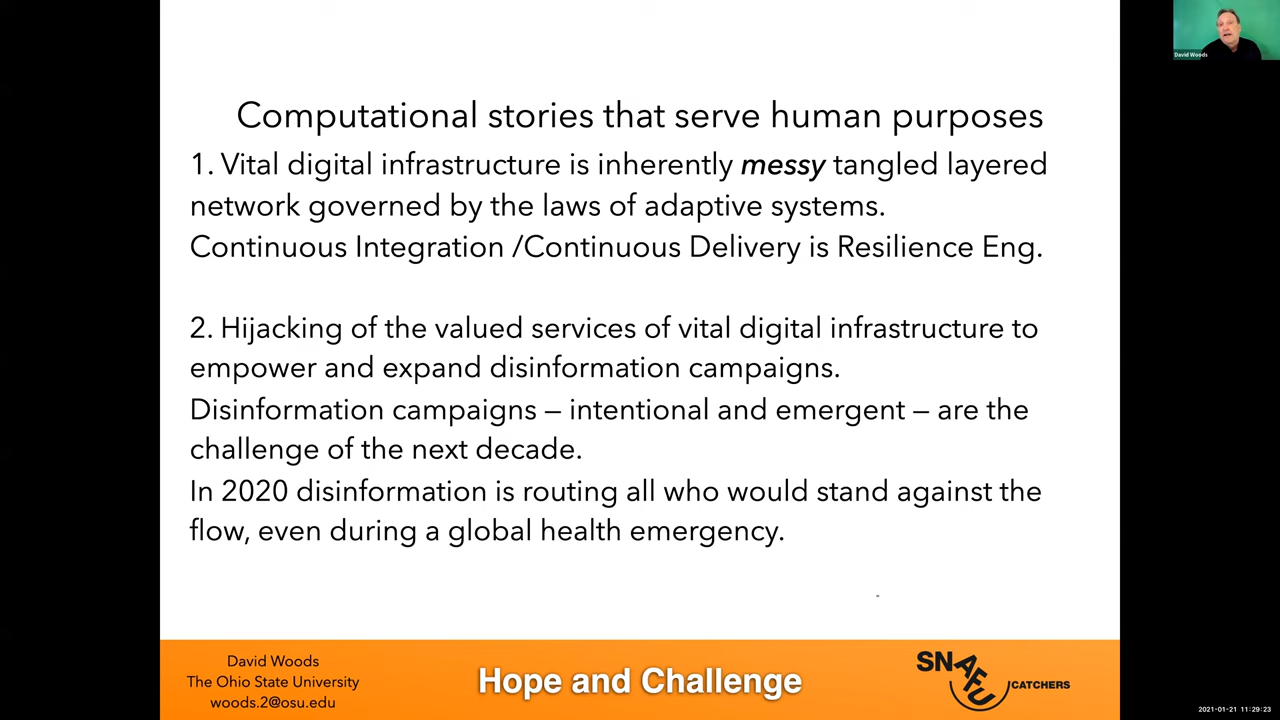 David Woods
Computational stories that serve human purposes
1. Vital digital infrastructure is inherently messy tangled layered
network governed by the laws of adaptive systems.
Continuous Integration /Continuous Delivery is Resilience Eng.
2. Hijacking of the valued services of vital digital infrastructure to
empower and expand disinformation campaigns.
Disinformation campaigns – intentional and emergent – are the
challenge of the next decade.
In 2020 disinformation is routing all who would stand against the
flow, even during a global health emergency.
David Woods
The Ohio State University
woods.2@osu.edu
Hope and Challenge
SNAFU CATCHERS
2021-01-21 11:29:23